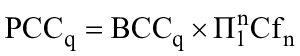 PCC_q = BCC_q × Π_1^n Cf_n